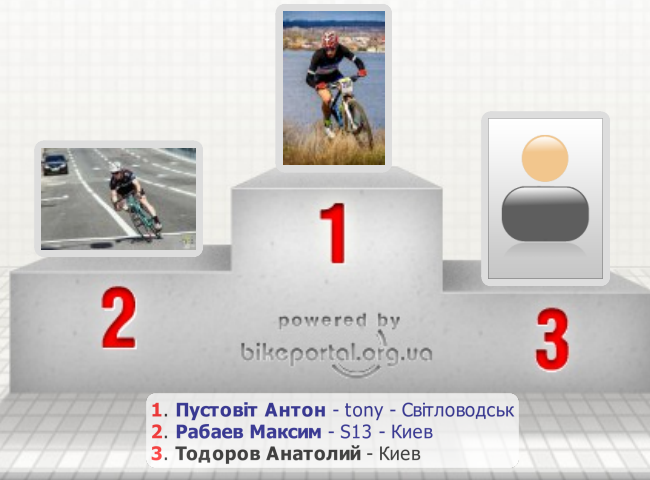 1
2
3
powered by
bikeportal.org.ua
1. Пустовіт Антон - tony - Світловодськ
2. Рабаев Максим - S13 - Киев
3. Тодоров Анатолий - Киев